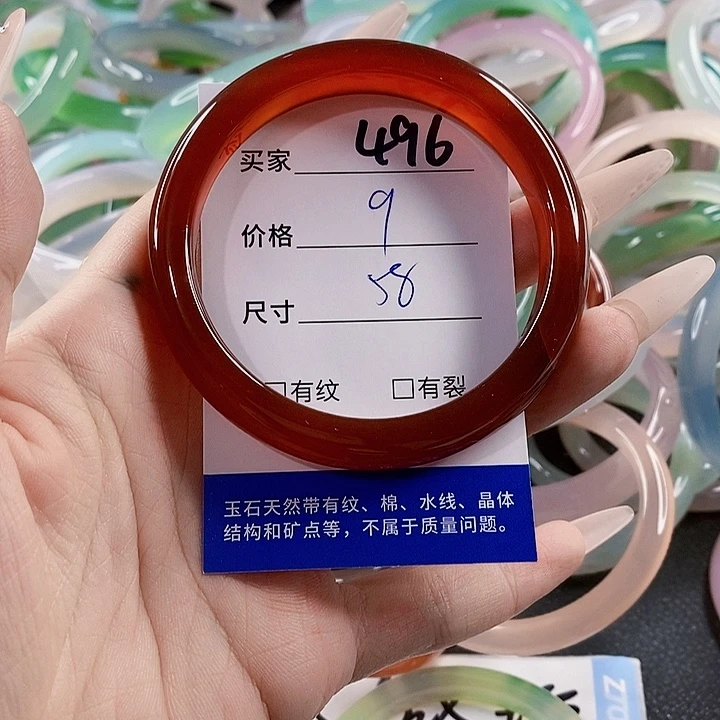 买家 496
价格 9
尺寸 58
□有纹 □有裂
玉石天然带有纹、棉、水线、晶体
结构和矿点等，不属于质量问题。